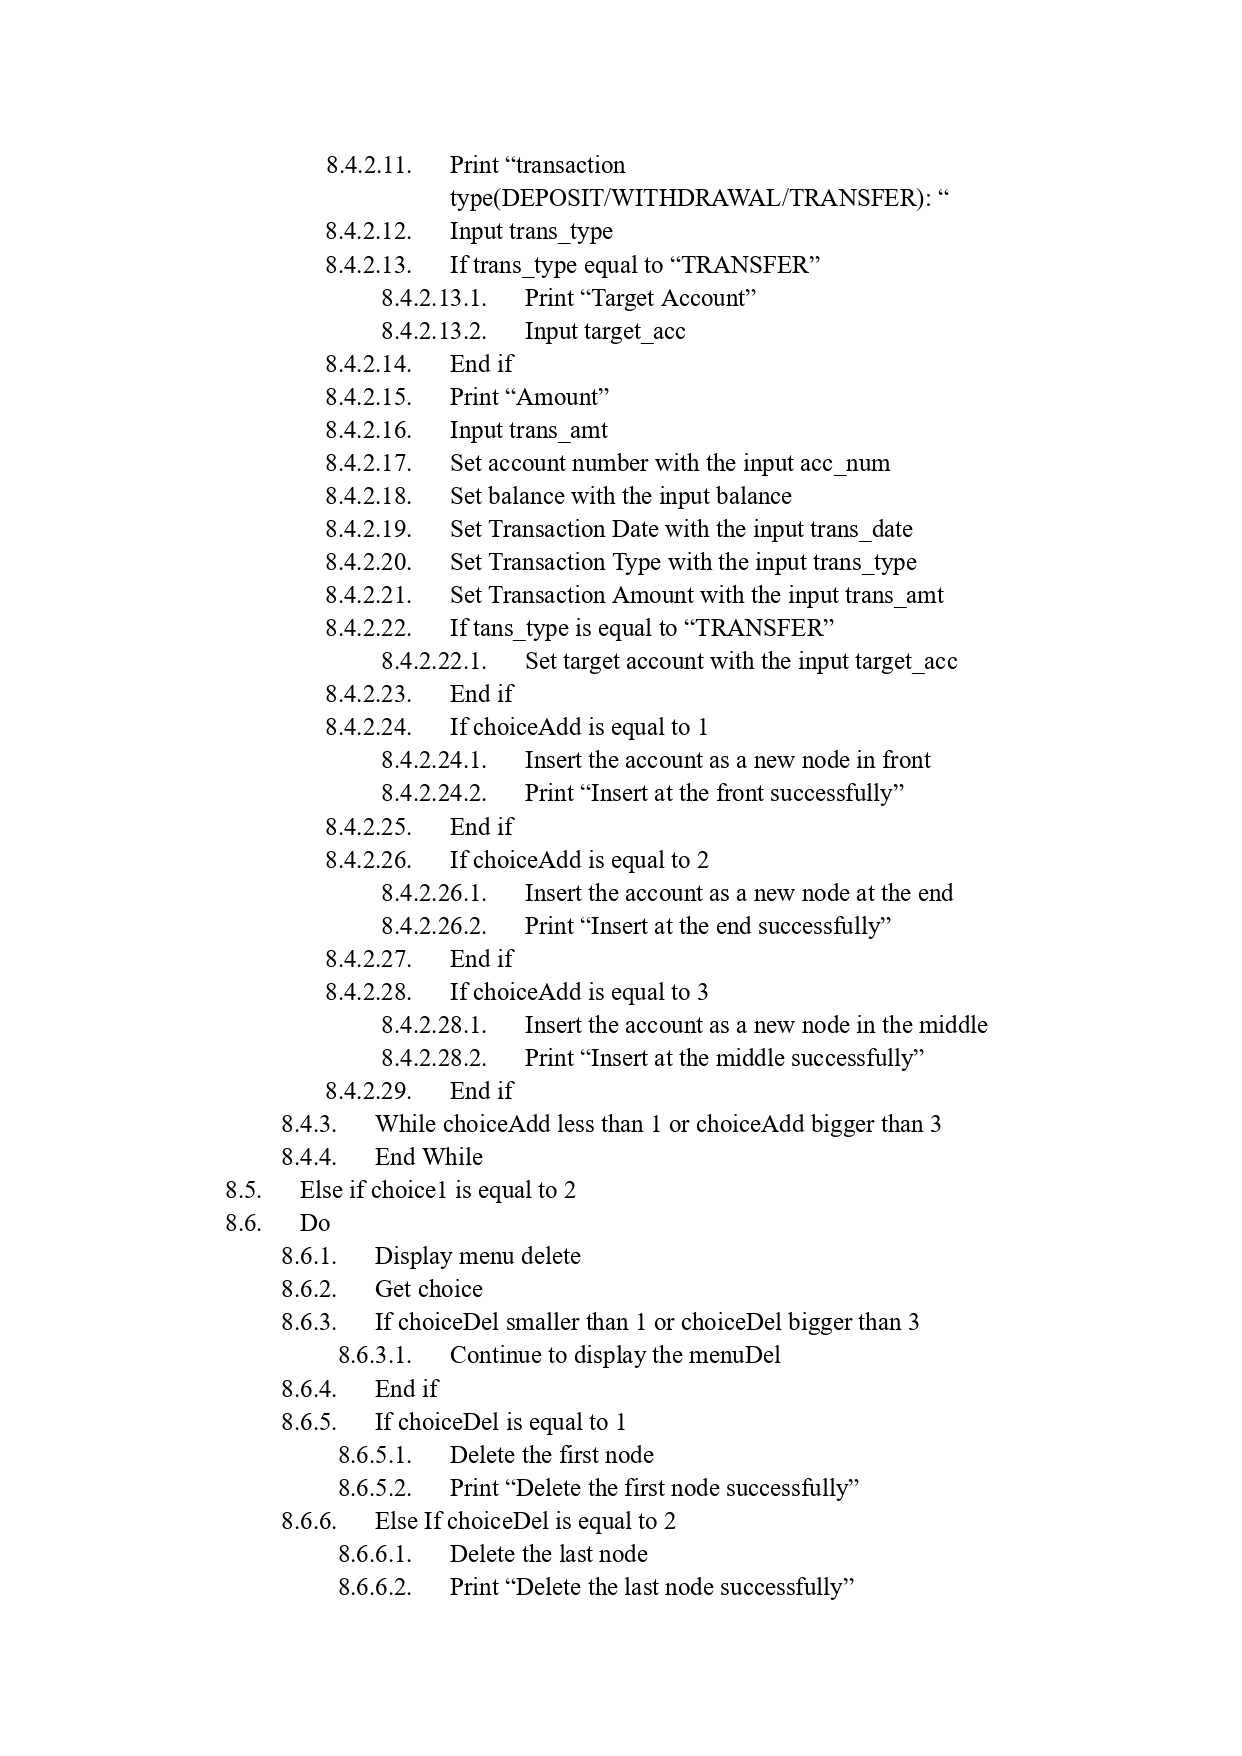 8.4.2.11. Print “transaction
type(DEPOSIT/WITHDRAWAL/TRANSFER): “
8.4.2.12. Input trans_type
8.4.2.13. If trans_type equal to “TRANSFER”
8.4.2.13.1. Print “Target Account”
8.4.2.13.2. Input target_acc
8.4.2.14. End if
8.4.2.15. Print “Amount”
8.4.2.16. Input trans_amt
8.4.2.17. Set account number with the input acc_num
8.4.2.18. Set balance with the input balance
8.4.2.19. Set Transaction Date with the input trans_date
8.4.2.20. Set Transaction Type with the input trans_type
8.4.2.21. Set Transaction Amount with the input trans_amt
8.4.2.22. If tans_type is equal to “TRANSFER”
8.4.2.22.1. Set target account with the input target_acc
8.4.2.23. End if
8.4.2.24. If choiceAdd is equal to 1
8.4.2.24.1. Insert the account as a new node in front
8.4.2.24.2. Print “Insert at the front successfully”
8.4.2.25. End if
8.4.2.26. If choiceAdd is equal to 2
8.4.2.26.1. Insert the account as a new node at the end
8.4.2.26.2. Print “Insert at the end successfully”
8.4.2.27. End if
8.4.2.28. If choiceAdd is equal to 3
8.4.2.28.1. Insert the account as a new node in the middle
8.4.2.28.2. Print “Insert at the middle successfully”
8.4.2.29. End if
8.4.3. While choiceAdd less than 1 or choiceAdd bigger than 3
8.4.4. End While
8.5. Else if choice1 is equal to 2
8.6. Do
8.6.1. Display menu delete
8.6.2. Get choice
8.6.3. If choiceDel smaller than 1 or choiceDel bigger than 3
8.6.3.1. Continue to display the menuDel
8.6.4. End if
8.6.5. If choiceDel is equal to 1
8.6.5.1. Delete the first node
8.6.5.2. Print “Delete the first node successfully”
8.6.6. Else If choiceDel is equal to 2
8.6.6.1. Delete the last node
8.6.6.2. Print “Delete the last node successfully”